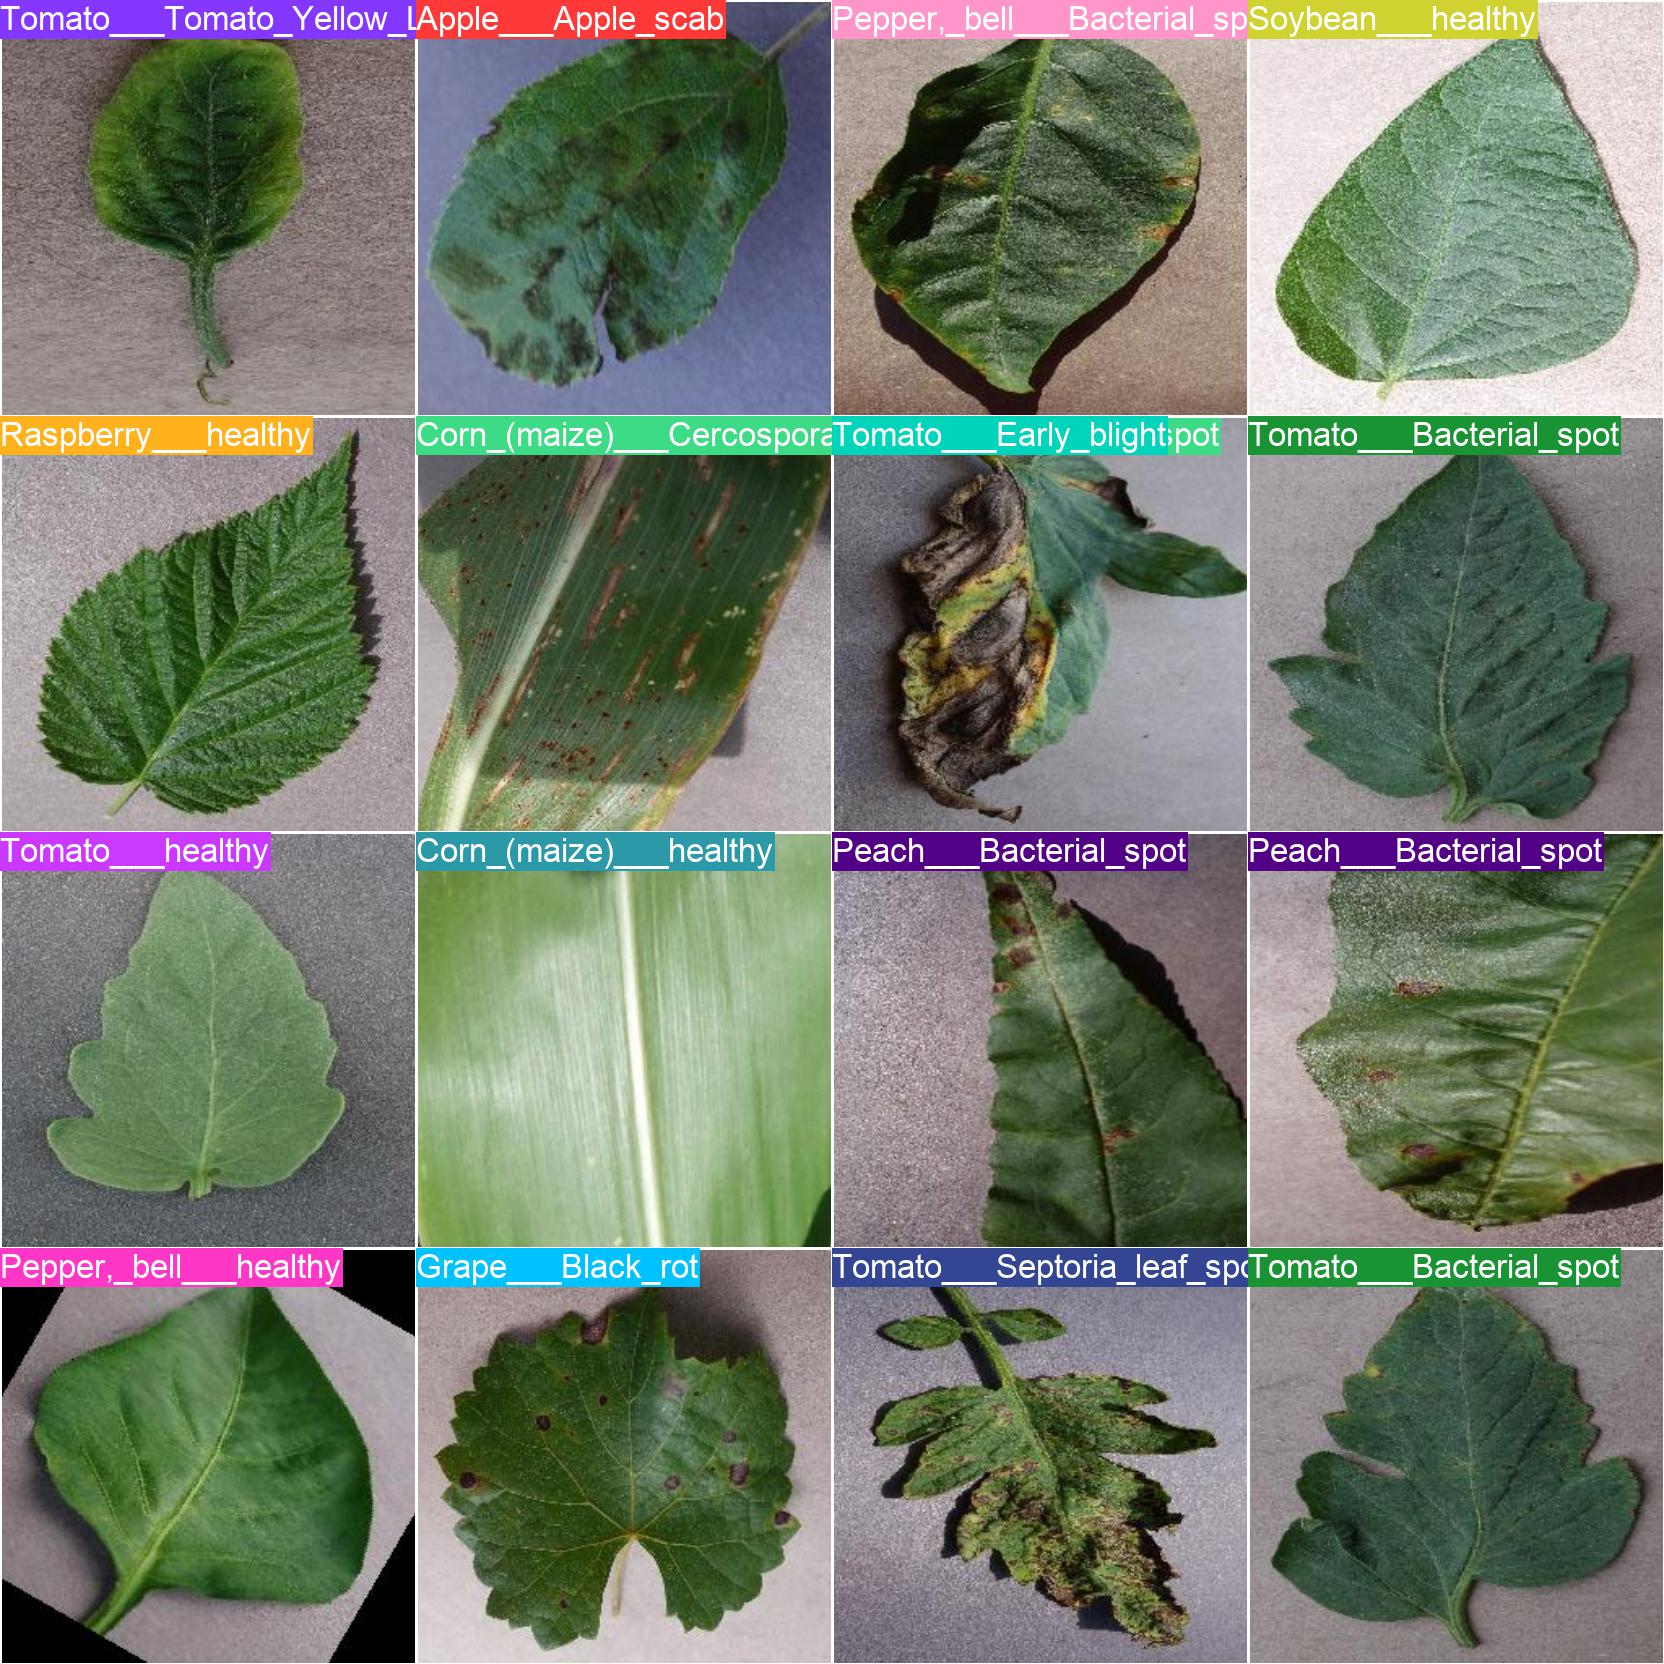 Tomato___Tomato_Yellow_L
Apple___Apple_scab
Pepper,_bell___Bacterial_sp
Soybean___healthy
Raspberry___healthy
Corn_(maize)___Cercospora
Tomato___Early_blight
spot
Tomato___Bacterial_spot
Tomato___healthy
Corn_(maize)___healthy
Peach___Bacterial_spot
Peach___Bacterial_spot
Pepper,_bell___healthy
Grape___Black_rot
Tomato___Septoria_leaf_spo
Tomato___Bacterial_spot